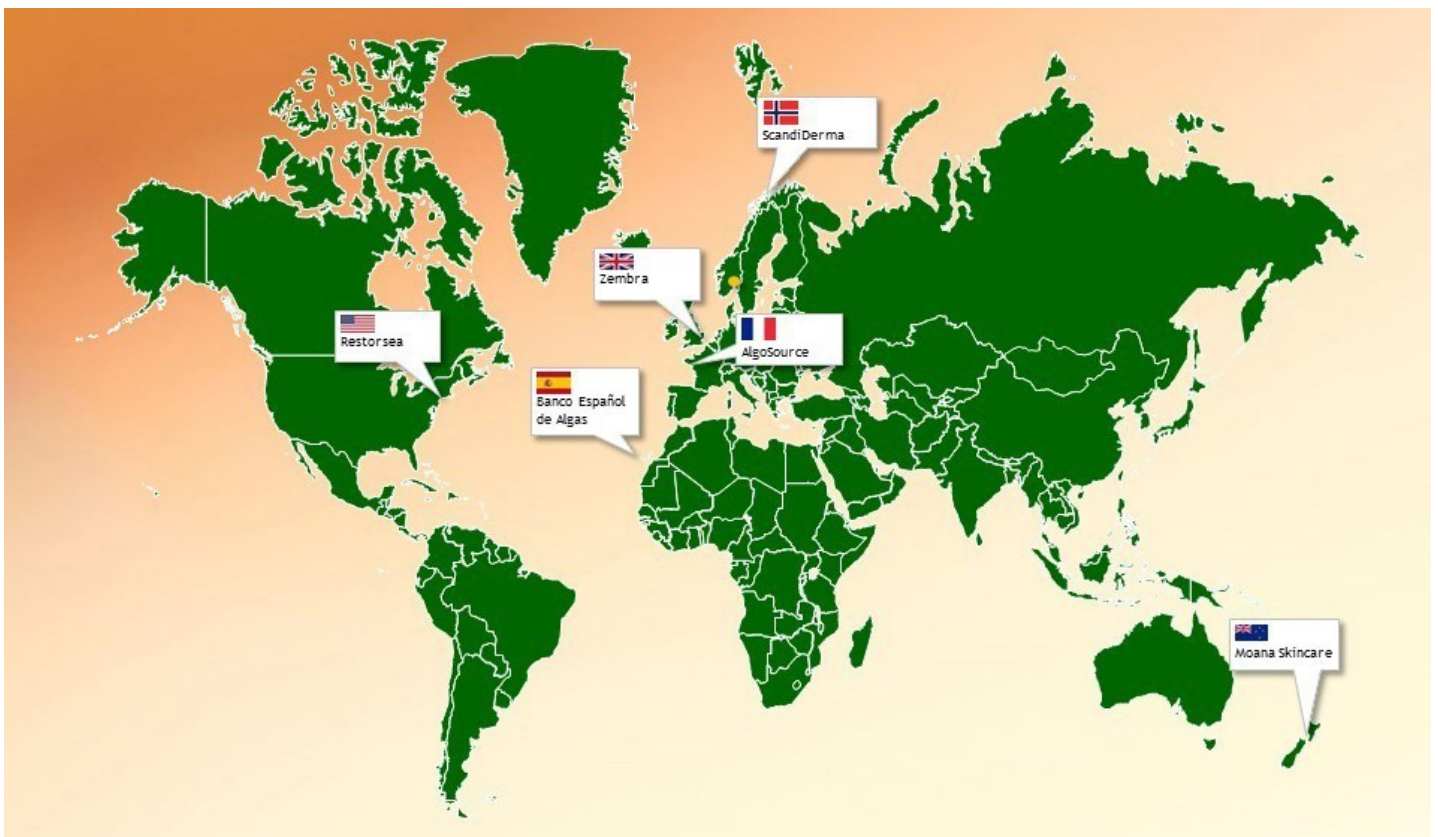 ScandiDerma
Zembra
Restorsea
AlgoSource
Banco Español
de Algas
Moana Skincare